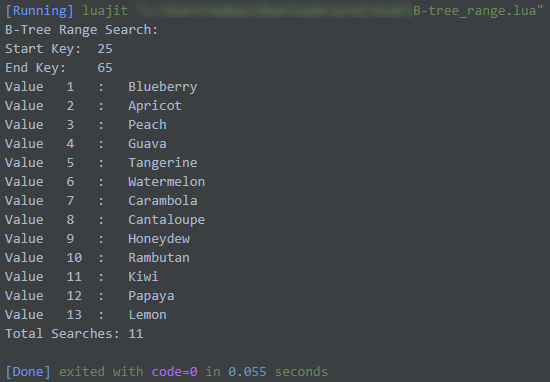 [Running] luajit B-tree_range.lua"
B-Tree Range Search:
Start Key: 25
End Key: 65
Value 1 : Blueberry
Value 2 : Apricot
Value 3 : Peach
Value 4 : Guava
Value 5 : Tangerine
Value 6 : Watermelon
Value 7 : Carambola
Value 8 : Cantaloupe
Value 9 : Honeydew
Value 10 : Rambutan
Value 11 : Kiwi
Value 12 : Papaya
Value 13 : Lemon
Total Searches: 11
[Done] exited with code=0 in 0.055 seconds